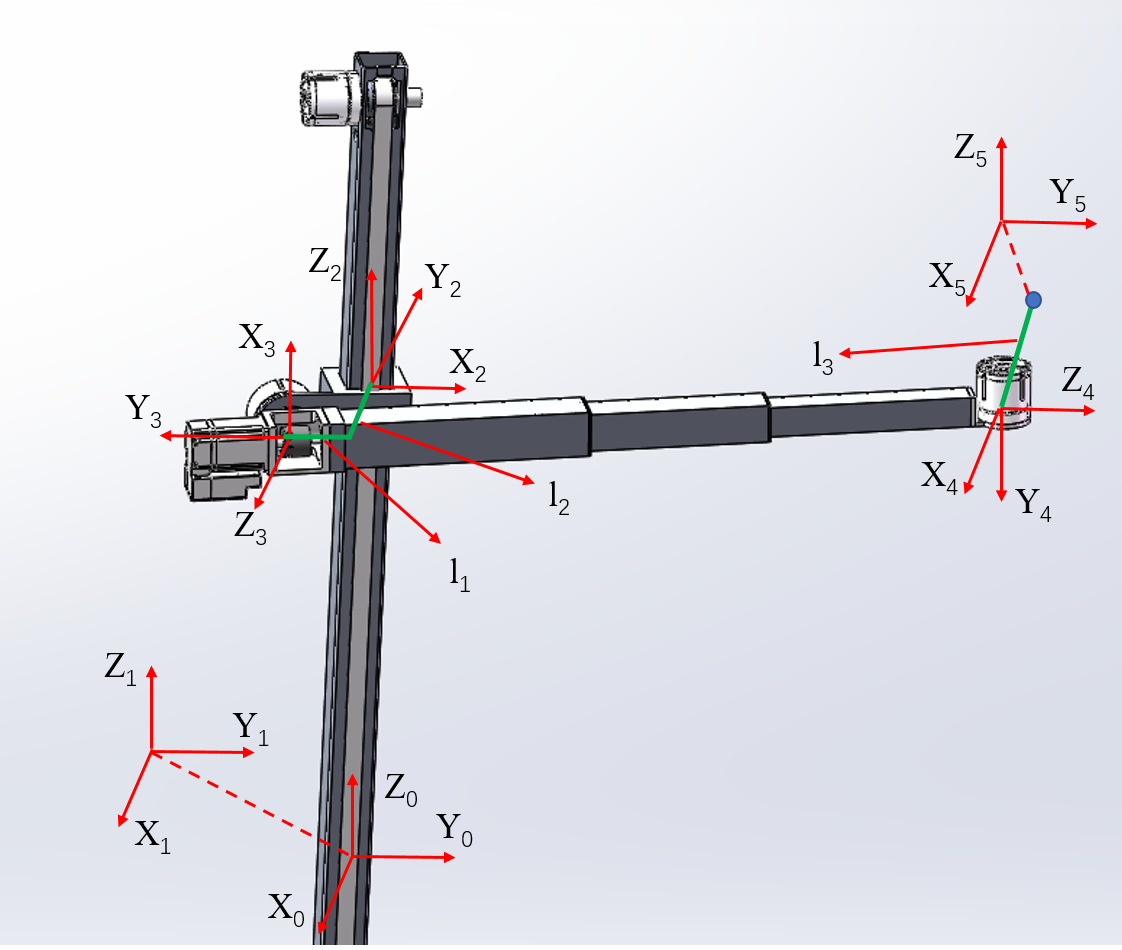 Z₅
Y₅
X₅
Z₂
Y₂
X₃
X₂
l₃
Y₃
Z₄
X₄
Y₄
l₂
Z₃
l₁
Z₁
Y₁
Z₀
X₁
Y₀
X₀